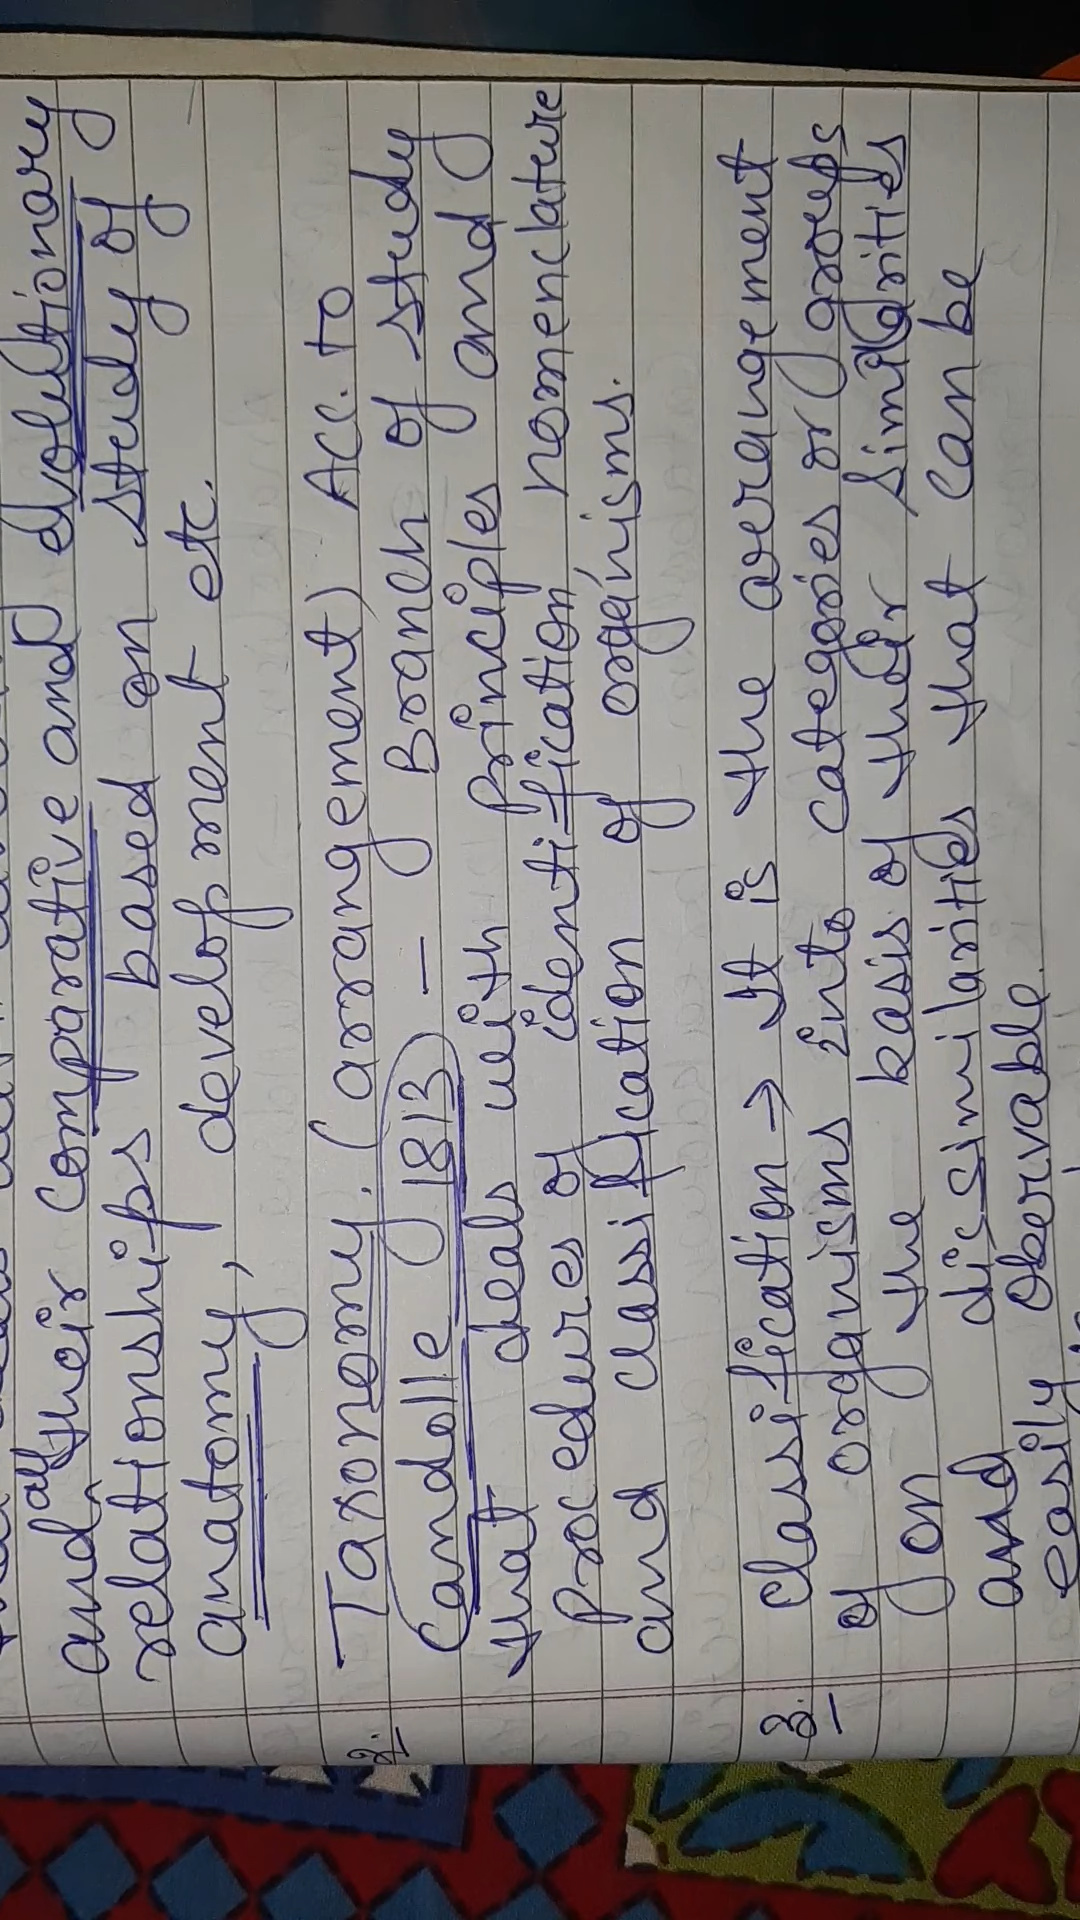 and all their comparative and evolutionary
relationships based on study of
anatomy, development etc.
2. Taxonomy. (arrangement) Acc. to
Candolle 1813 - Branch of study
that deals with principles and
procedures of identification nomenclature
and classification of organisms.
3. Classification → It is the arrangement
of organisms into categories or groups
on the basis of their similarities
and dissimilarities that can be
easily observable.